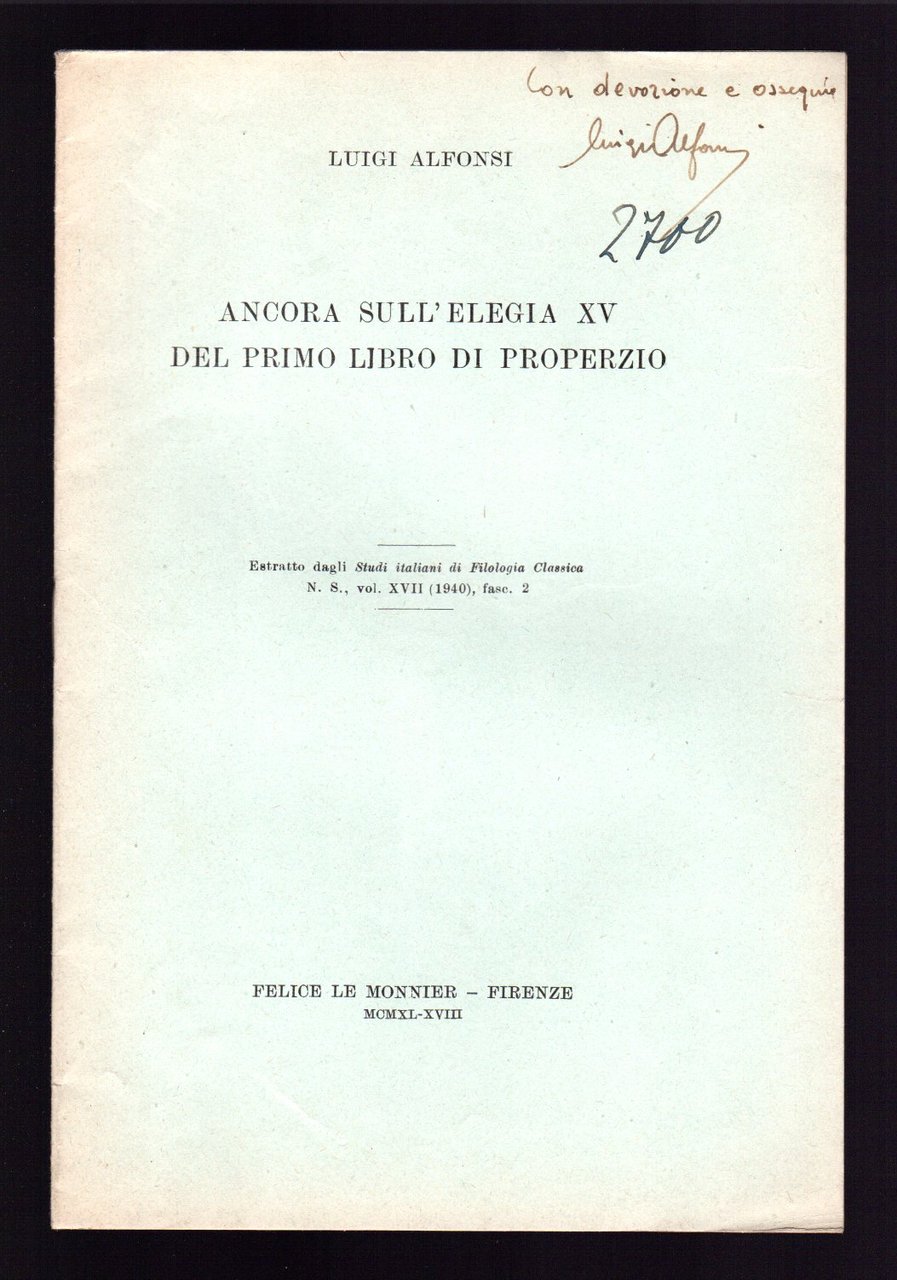 Con devozione e ossequio
Luigi Alfonsi
LUIGI ALFONSI
2700
ANCORA SULL'ELEGIA XV
DEL PRIMO LIBRO DI PROPERZIO
Estratto dagli Studi italiani di Filologia Classica
N. S., vol. XVII (1940), fasc. 2
FELICE LE MONNIER – FIRENZE
MCMXL-XVIII